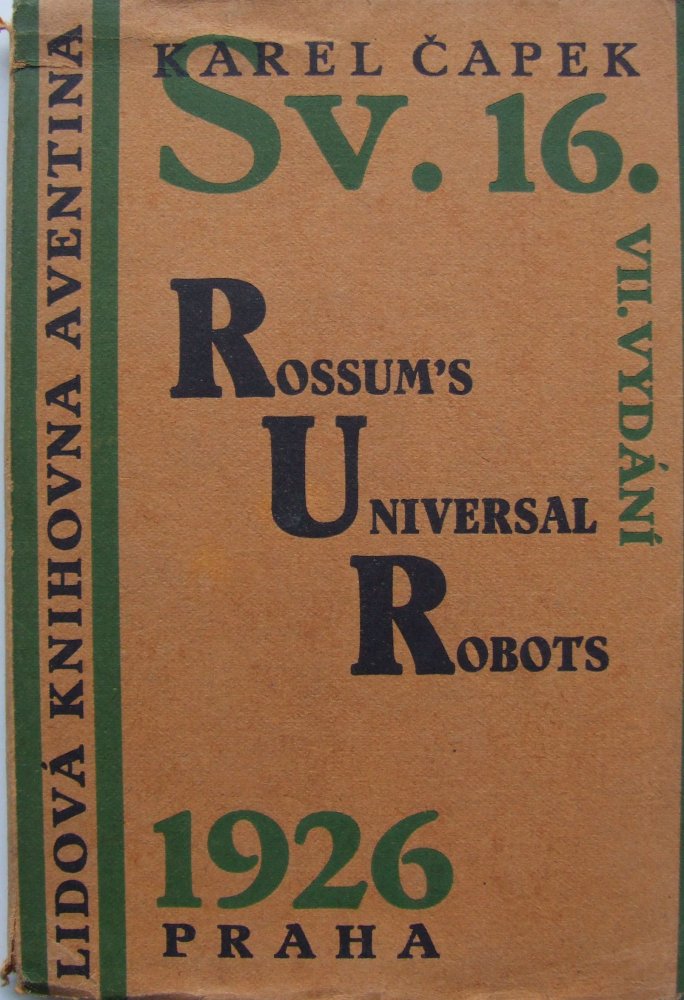 KAREL ČAPEK
Sv. 16.
VII. VYDÁNÍ
ROSSUM'S
UNIVERSAL
ROBOTS
1926
PRAHA
LIDOVÁ KNIHOVNA AVENTINA